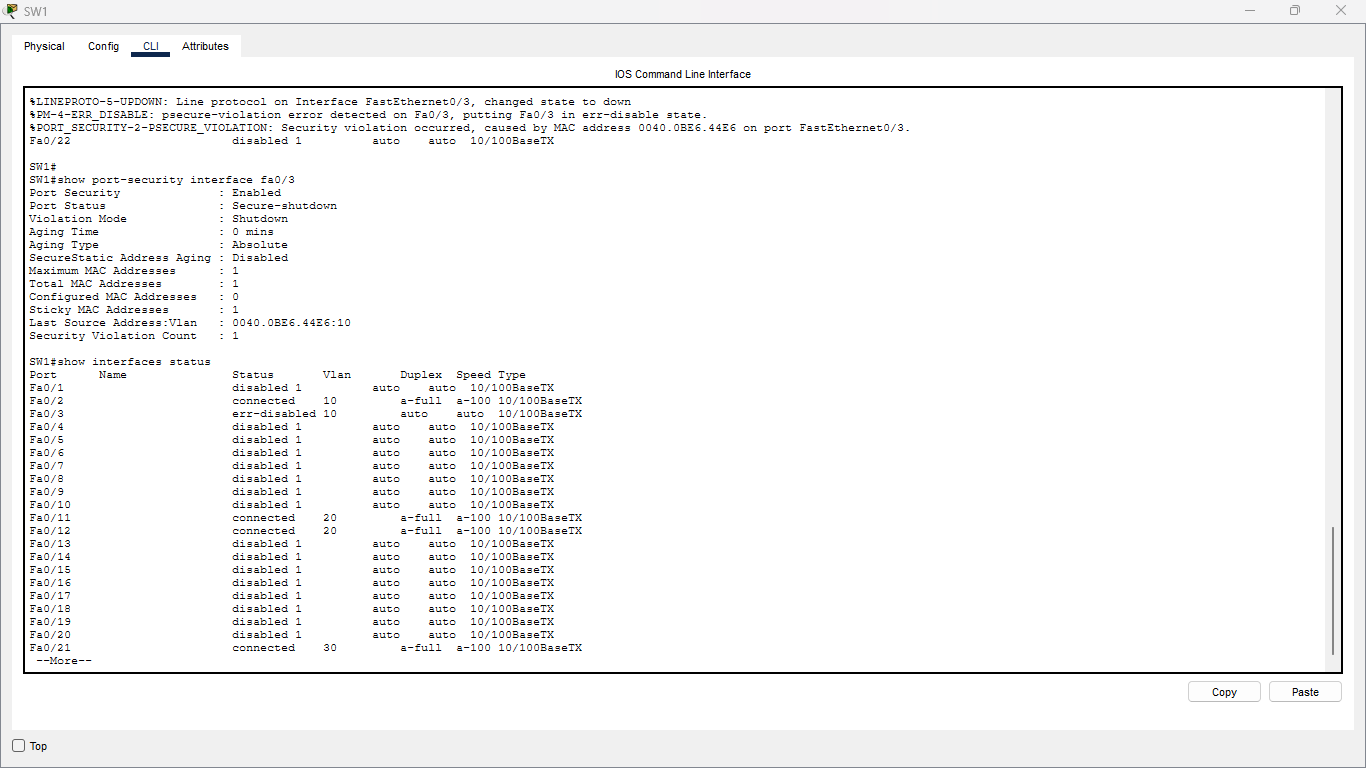 SW1
Physical Config CLI Attributes
IOS Command Line Interface
%LINEPROTO-5-UPDOWN: Line protocol on Interface FastEthernet0/3, changed state to down
%PM-4-ERR_DISABLE: psecure-violation error detected on Fa0/3, putting Fa0/3 in err-disable state.
%PORT_SECURITY-2-PSECURE_VIOLATION: Security violation occurred, caused by MAC address 0040.0BE6.44E6 on port FastEthernet0/3.
Fa0/22                       disabled 1          auto    auto  10/100BaseTX
SW1#
SW1#show port-security interface fa0/3
Port Security              : Enabled
Port Status                : Secure-shutdown
Violation Mode             : Shutdown
Aging Time                 : 0 mins
Aging Type                 : Absolute
SecureStatic Address Aging : Disabled
Maximum MAC Addresses      : 1
Total MAC Addresses        : 1
Configured MAC Addresses   : 0
Sticky MAC Addresses       : 1
Last Source Address:Vlan   : 0040.0BE6.44E6:10
Security Violation Count   : 1
SW1#show interfaces status
Port      Name               Status       Vlan       Duplex  Speed Type
Fa0/1                        disabled 1          auto    auto  10/100BaseTX
Fa0/2                        connected    10         a-full  a-100 10/100BaseTX
Fa0/3                        err-disabled 10         auto    auto  10/100BaseTX
Fa0/4                        disabled 1          auto    auto  10/100BaseTX
Fa0/5                        disabled 1          auto    auto  10/100BaseTX
Fa0/6                        disabled 1          auto    auto  10/100BaseTX
Fa0/7                        disabled 1          auto    auto  10/100BaseTX
Fa0/8                        disabled 1          auto    auto  10/100BaseTX
Fa0/9                        disabled 1          auto    auto  10/100BaseTX
Fa0/10                       disabled 1          auto    auto  10/100BaseTX
Fa0/11                       connected    20         a-full  a-100 10/100BaseTX
Fa0/12                       connected    20         a-full  a-100 10/100BaseTX
Fa0/13                       disabled 1          auto    auto  10/100BaseTX
Fa0/14                       disabled 1          auto    auto  10/100BaseTX
Fa0/15                       disabled 1          auto    auto  10/100BaseTX
Fa0/16                       disabled 1          auto    auto  10/100BaseTX
Fa0/17                       disabled 1          auto    auto  10/100BaseTX
Fa0/18                       disabled 1          auto    auto  10/100BaseTX
Fa0/19                       disabled 1          auto    auto  10/100BaseTX
Fa0/20                       disabled 1          auto    auto  10/100BaseTX
Fa0/21                       connected    30         a-full  a-100 10/100BaseTX
--More--
Copy Paste
Top